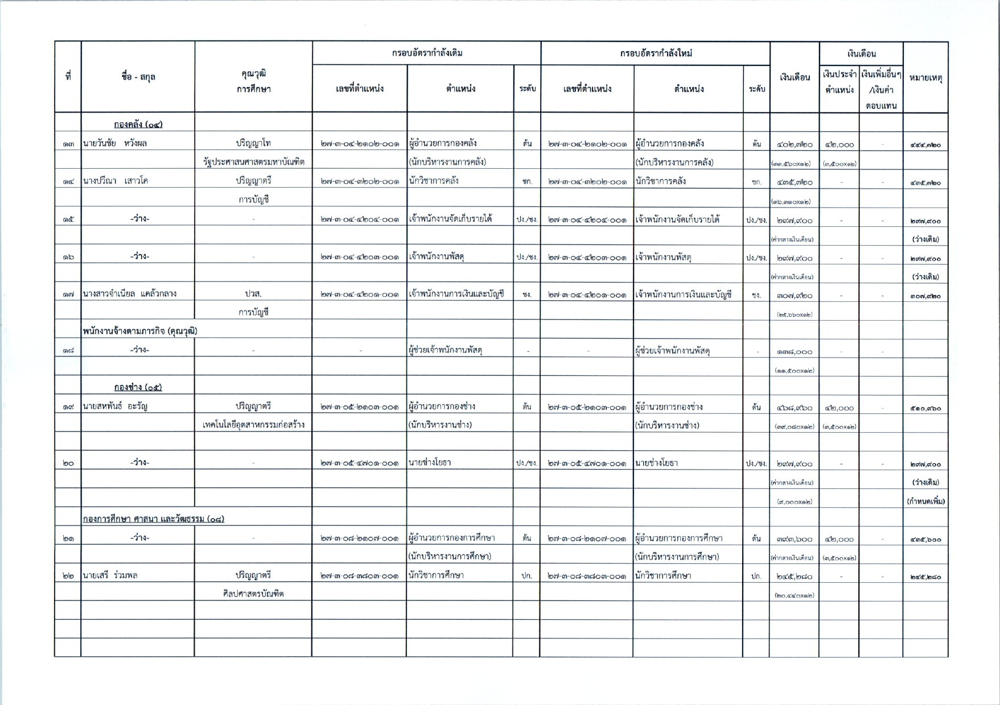 ที่ ชื่อ - สกุล คุณวุฒิ การศึกษา กรอบอัตรากำลังเดิม กรอบอัตรากำลังใหม่ เงินเดือน เงินเดือน หมายเหตุ
เลขที่ตำแหน่ง ตำแหน่ง ระดับ เลขที่ตำแหน่ง ตำแหน่ง ระดับ เงินประจำ ตำแหน่ง เงินเพิ่มอื่นๆ /เงินค่า ตอบแทน
กองคลัง (๐๔)
๑๓ นายวันชัย หวังผล ปริญญาโท ๒๗-๓-๐๔-๒๑๐๒-๐๐๑ ผู้อำนวยการกองคลัง ต้น ๒๗-๓-๐๔-๒๑๐๒-๐๐๑ ผู้อำนวยการกองคลัง ต้น ๔๐๒,๗๒๐ ๔๒,๐๐๐ - ๔๔๔,๗๒๐
รัฐประศาสนศาสตรมหาบัณฑิต (นักบริหารงานการคลัง) (นักบริหารงานการคลัง) (๓๓,๕๖๐x๑๒) (๓,๕๐๐x๑๒)
๑๔ นางปวีณา เสาวโค ปริญญาตรี ๒๗-๓-๐๔-๓๒๐๒-๐๐๑ นักวิชาการคลัง ชก. ๒๗-๓-๐๔-๓๒๐๒-๐๐๑ นักวิชาการคลัง ชก. ๔๓๕,๗๒๐ - - ๔๓๕,๗๒๐
การบัญชี (๓๖,๓๑๐x๑๒)
๑๕ -ว่าง- - ๒๗-๓-๐๔-๔๒๐๔-๐๐๑ เจ้าพนักงานจัดเก็บรายได้ ปง./ชง. ๒๗-๓-๐๔-๔๒๐๔-๐๐๑ เจ้าพนักงานจัดเก็บรายได้ ปง./ชง. ๒๙๗,๙๐๐ - - ๒๙๗,๙๐๐
(ค่ากลางเงินเดือน) (ว่างเดิม)
๑๖ -ว่าง- - ๒๗-๓-๐๔-๔๒๐๓-๐๐๑ เจ้าพนักงานพัสดุ ปง./ชง. ๒๗-๓-๐๔-๔๒๐๓-๐๐๑ เจ้าพนักงานพัสดุ ปง./ชง. ๒๙๗,๙๐๐ - - ๒๙๗,๙๐๐
(ค่ากลางเงินเดือน) (ว่างเดิม)
๑๗ นางสาวจำเนียล แคล้วกลาง ปวส. ๒๗-๓-๐๔-๔๒๐๑-๐๐๑ เจ้าพนักงานการเงินและบัญชี ชง. ๒๗-๓-๐๔-๔๒๐๑-๐๐๑ เจ้าพนักงานการเงินและบัญชี ชง. ๓๐๗,๙๒๐ - - ๓๐๗,๙๒๐
การบัญชี (๒๕,๖๖๐x๑๒)
พนักงานจ้างตามภารกิจ (คุณวุฒิ)
๑๘ -ว่าง- - - ผู้ช่วยเจ้าพนักงานพัสดุ - - ผู้ช่วยเจ้าพนักงานพัสดุ - ๑๓๘,๐๐๐ - -
(๑๑,๕๐๐x๑๒)
กองช่าง (๐๕)
๑๙ นายสหพันธ์ อะรัญ ปริญญาตรี ๒๗-๓-๐๕-๒๑๐๓-๐๐๑ ผู้อำนวยการกองช่าง ต้น ๒๗-๓-๐๕-๒๑๐๓-๐๐๑ ผู้อำนวยการกองช่าง ต้น ๔๖๘,๙๖๐ ๔๒,๐๐๐ - ๕๑๐,๙๖๐
เทคโนโลยีอุตสาหกรรมก่อสร้าง (นักบริหารงานช่าง) (นักบริหารงานช่าง) (๓๙,๐๘๐x๑๒) (๓,๕๐๐x๑๒)
๒๐ -ว่าง- - ๒๗-๓-๐๕-๔๗๐๑-๐๐๑ นายช่างโยธา ปง./ชง. ๒๗-๓-๐๕-๔๗๐๑-๐๐๑ นายช่างโยธา ปง./ชง. ๒๙๗,๙๐๐ - - ๒๙๗,๙๐๐
(ค่ากลางเงินเดือน) (ว่างเดิม)
(๙,๐๐๐x๑๒) (กำหนดเพิ่ม)
กองการศึกษา ศาสนา และวัฒธรรม (๐๘)
๒๑ -ว่าง- - ๒๗-๓-๐๘-๒๑๐๗-๐๐๑ ผู้อำนวยการกองการศึกษา ต้น ๒๗-๓-๐๘-๒๑๐๗-๐๐๑ ผู้อำนวยการกองการศึกษา ต้น ๓๙๓,๖๐๐ ๔๒,๐๐๐ - ๔๓๕,๖๐๐
(นักบริหารงานการศึกษา) (นักบริหารงานการศึกษา) (ค่ากลางเงินเดือน) (๓,๕๐๐x๑๒)
๒๒ นายเสรี ร่วมพล ปริญญาตรี ๒๗-๓-๐๘-๓๘๐๓-๐๐๑ นักวิชาการศึกษา ปก. ๒๗-๓-๐๘-๓๘๐๓-๐๐๑ นักวิชาการศึกษา ปก. ๒๔๕,๒๘๐ - - ๒๔๕,๒๘๐
ศิลปศาสตรบัณฑิต (๒๐,๔๔๐x๑๒)